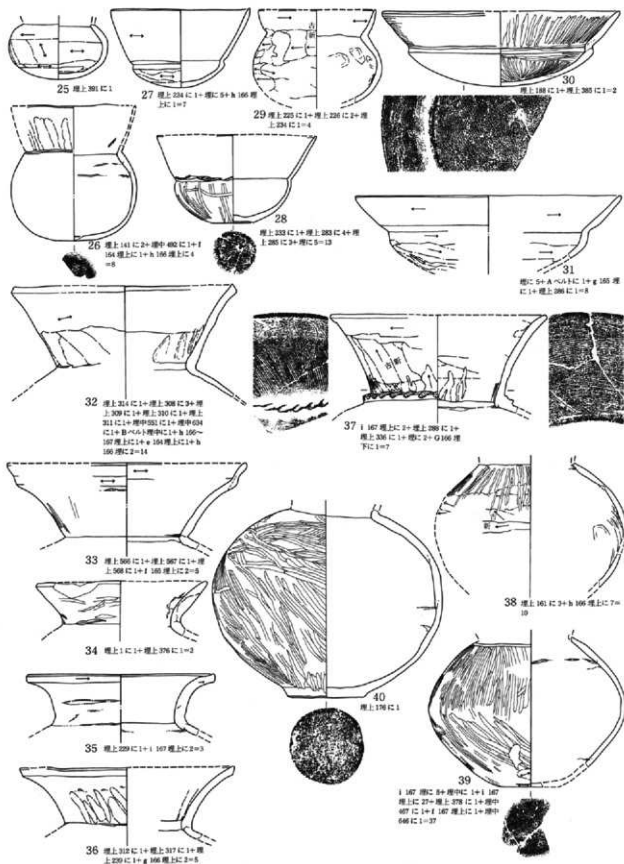 25 埋上 391 に 1
27 埋上 234 に 1+埋に 5+h 166 埋
上に 1=7
古
新
29 埋上 225 に 1+埋上 226 に 2+埋
上 234 に 1=4
30
埋上 188 に 1+埋上 385 に 1=2
26 埋上 141 に 2+埋中 492 に 1+f
164 埋上に 1+h 166 埋上に 4
=8
28
埋上 233 に 1+埋上 283 に 4+埋
上 285 に 3+埋に 5=13
31
埋に 5+Aベルトに 1+g 165 埋
に 1+埋上 286 に 1=8
32 埋上 314 に 1+埋上 308 に 3+埋
上 309 に 1+埋上 310 に 1+埋上
311 に 1+埋中 551 に 1+埋中 634
に 1+Bベルト埋中に 1+h 166~
167 埋上に 1+e 164 埋上に 1+h
166 埋に 2=14
古
新
37 i 167 埋上に 2+埋上 288 に 1+
埋上 336 に 1+埋に 2+G 166 埋
下に 1=7
33 埋上 566 に 1+埋上 567 に 1+埋
上 568 に 1+f 165 埋上に 2=5
新
38 埋上 161 に 3+h 166 埋上に 7=
10
34 埋上 1 に 1+埋上 376 に 1=2
35 埋上 229 に 1+i 167 埋上に 2=3
40
埋上 176 に 1
39
i 167 埋に 5+埋中に 1+i 167
埋上に 27+埋上 378 に 1+埋中
467 に 1+f 167 埋上に 1+埋中
646 に 1=37
36 埋上 312 に 1+埋上 317 に 1+埋
上 239 に 1+g 166 埋上に 2=5